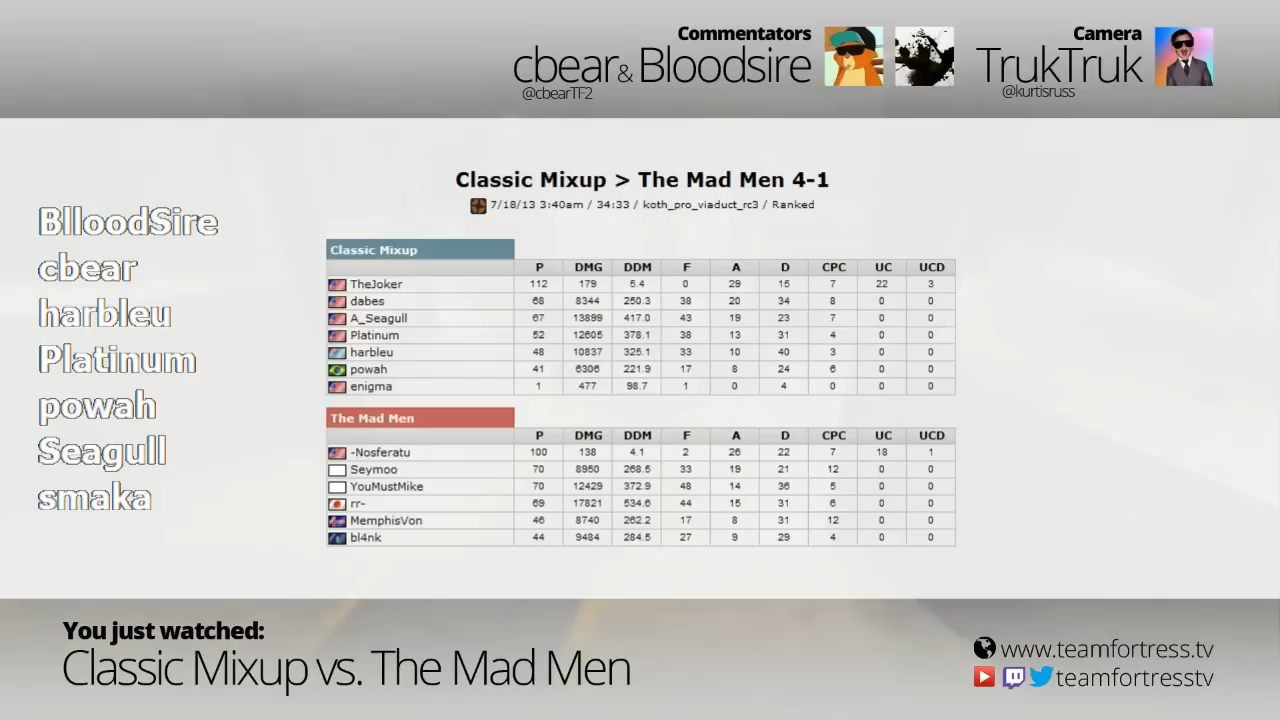 Commentators
cbear & Bloodsire
@cbearTF2
Camera
TrukTruk
@kurtisruss
BlloodSire
cbear
harbleu
Platinum
powah
Seagull
smaka
Classic Mixup > The Mad Men 4-1
7/18/13 3:40am / 34:33 / koth_pro_viaduct_rc3 / Ranked
Classic Mixup
P DMG DDM F A D CPC UC UCD
TheJoker 112 179 5.4 0 29 15 7 22 3
dabes 68 8344 250.3 38 20 34 8 0 0
A_Seagull 67 13899 417.0 43 19 23 7 0 0
Platinum 52 12605 378.1 38 13 31 4 0 0
harbleu 48 10837 325.1 33 10 40 3 0 0
powah 41 6306 221.9 17 8 24 6 0 0
enigma 1 477 98.7 1 0 4 0 0 0
The Mad Men
P DMG DDM F A D CPC UC UCD
-Nosferatu 100 138 4.1 2 26 22 7 18 1
Seymoo 70 8950 268.5 33 19 21 12 0 0
YouMustMike 70 12429 372.9 48 14 36 5 0 0
rr- 69 17821 534.6 44 15 31 6 0 0
MemphisVon 46 8740 262.2 17 8 31 12 0 0
bl4nk 44 9484 284.5 27 9 29 4 0 0
You just watched:
Classic Mixup vs. The Mad Men
www.teamfortress.tv
teamfortresstv